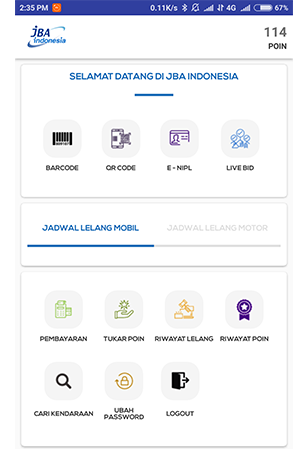 2:35 PM 0.11K/s 4G 67%
JBA
Indonesia
114
POIN
SELAMAT DATANG DI JBA INDONESIA
BARCODE QR CODE E - NIPL LIVE BID
JADWAL LELANG MOBIL JADWAL LELANG MOTOR
PEMBAYARAN TUKAR POIN RIWAYAT LELANG RIWAYAT POIN
CARI KENDARAAN UBAH PASSWORD LOGOUT